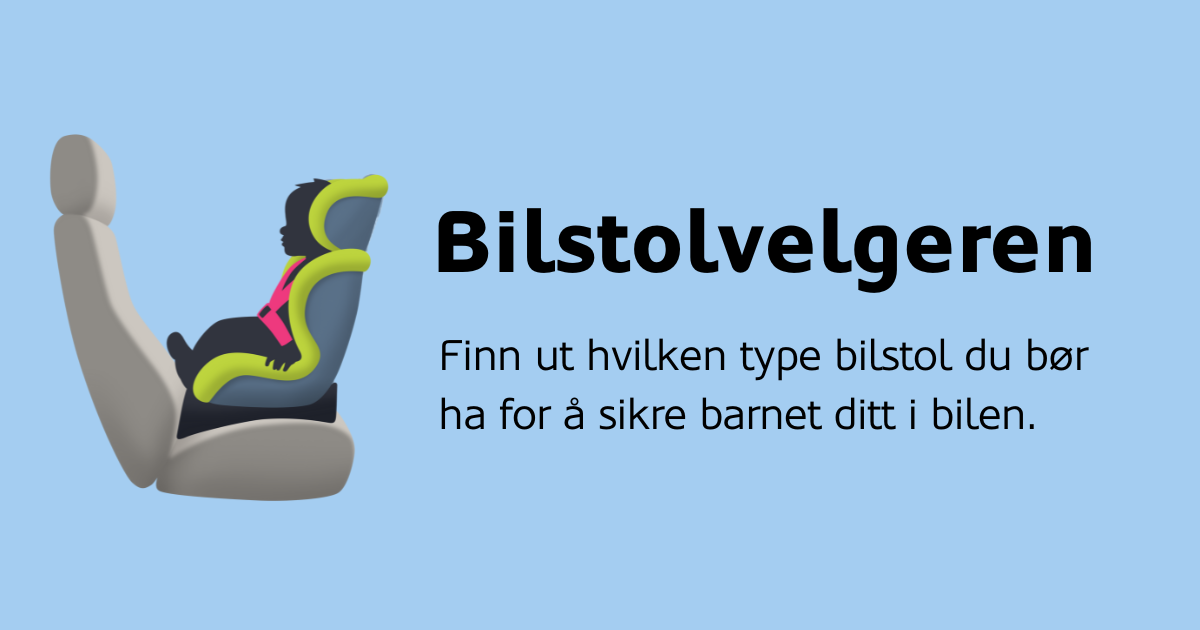 Bilstolvelgeren
Finn ut hvilken type bilstol du bør
ha for å sikre barnet ditt i bilen.